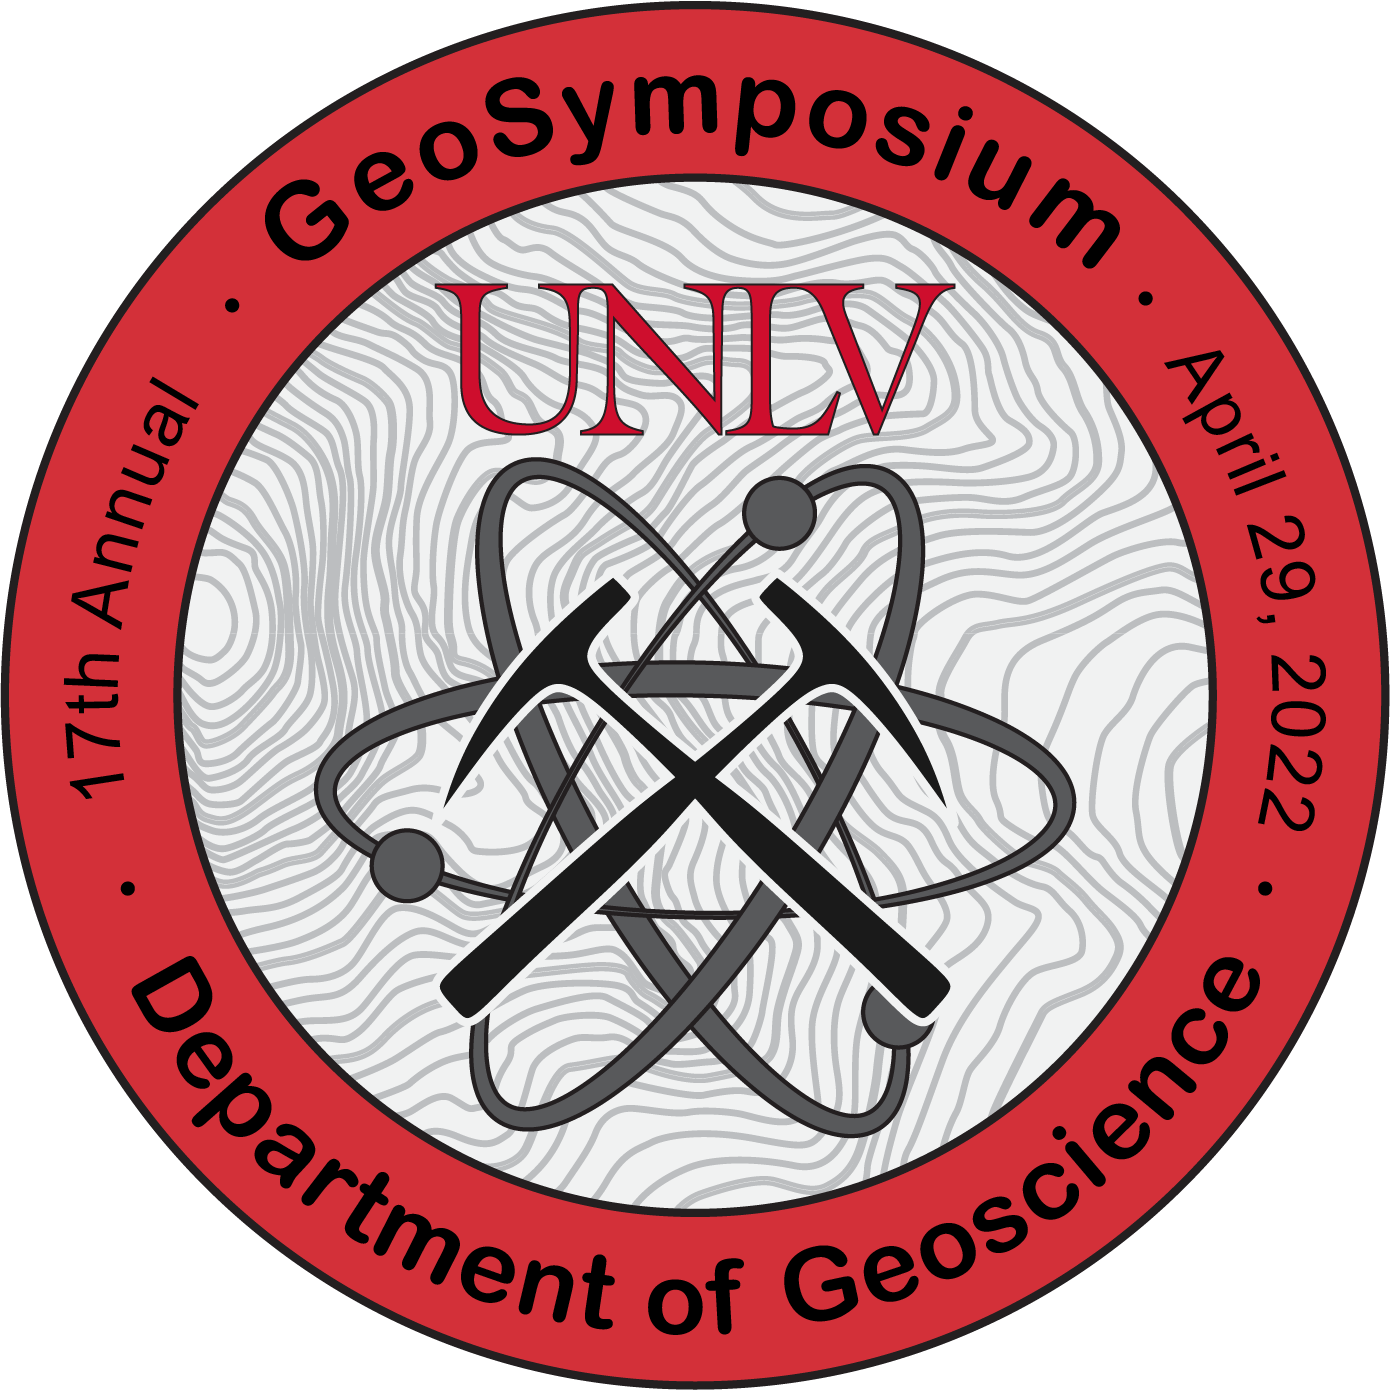 GeoSymposium
UNLV
17th Annual
April 29, 2022
Department of Geoscience